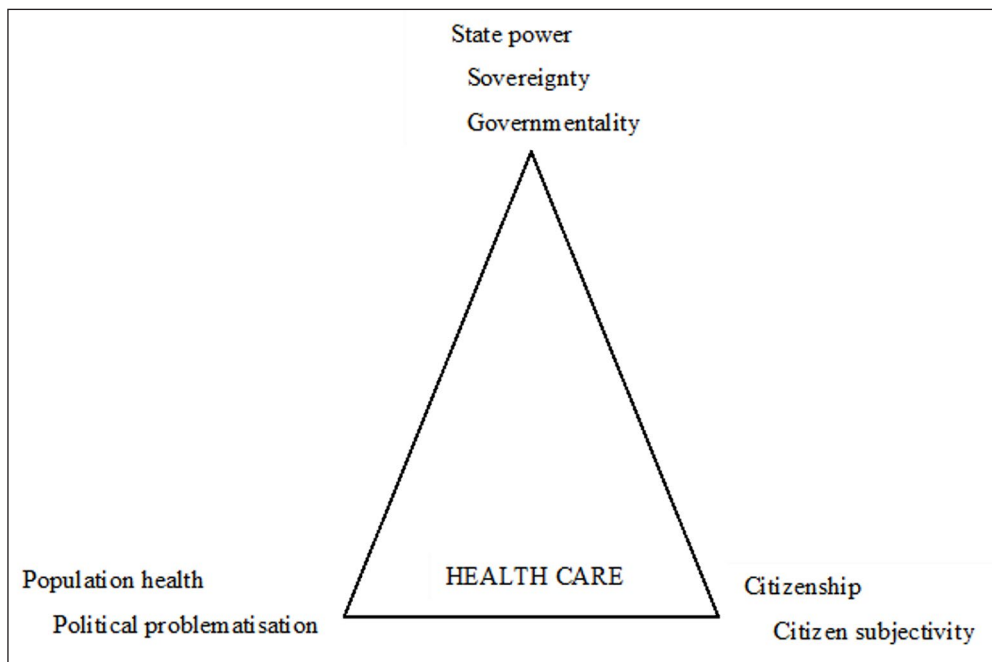 State power
Sovereignty
Governmentality
Population health
Political problematisation
HEALTH CARE
Citizenship
Citizen subjectivity